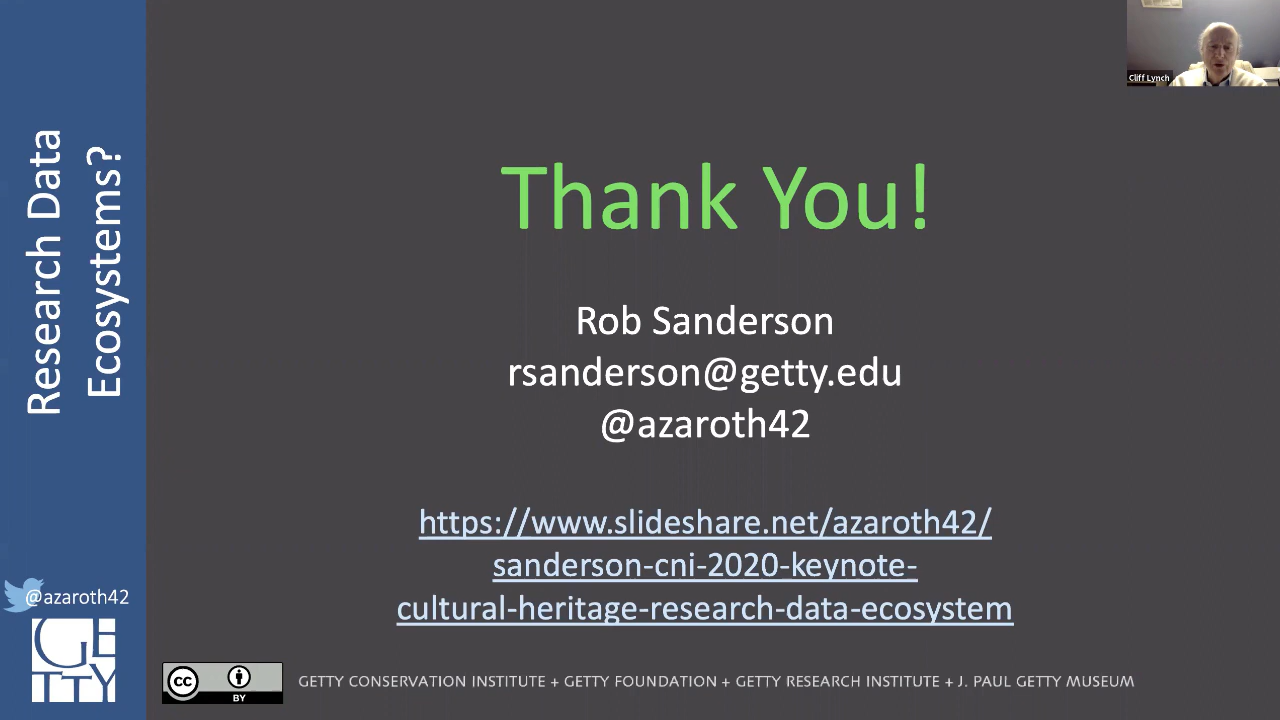 Research Data
Ecosystems?
Cliff Lynch
Thank You!
Rob Sanderson
rsanderson@getty.edu
@azaroth42
https://www.slideshare.net/azaroth42/
sanderson-cni-2020-keynote-
cultural-heritage-research-data-ecosystem
@azaroth42
GETTY
cc
BY
GETTY CONSERVATION INSTITUTE + GETTY FOUNDATION + GETTY RESEARCH INSTITUTE + J. PAUL GETTY MUSEUM